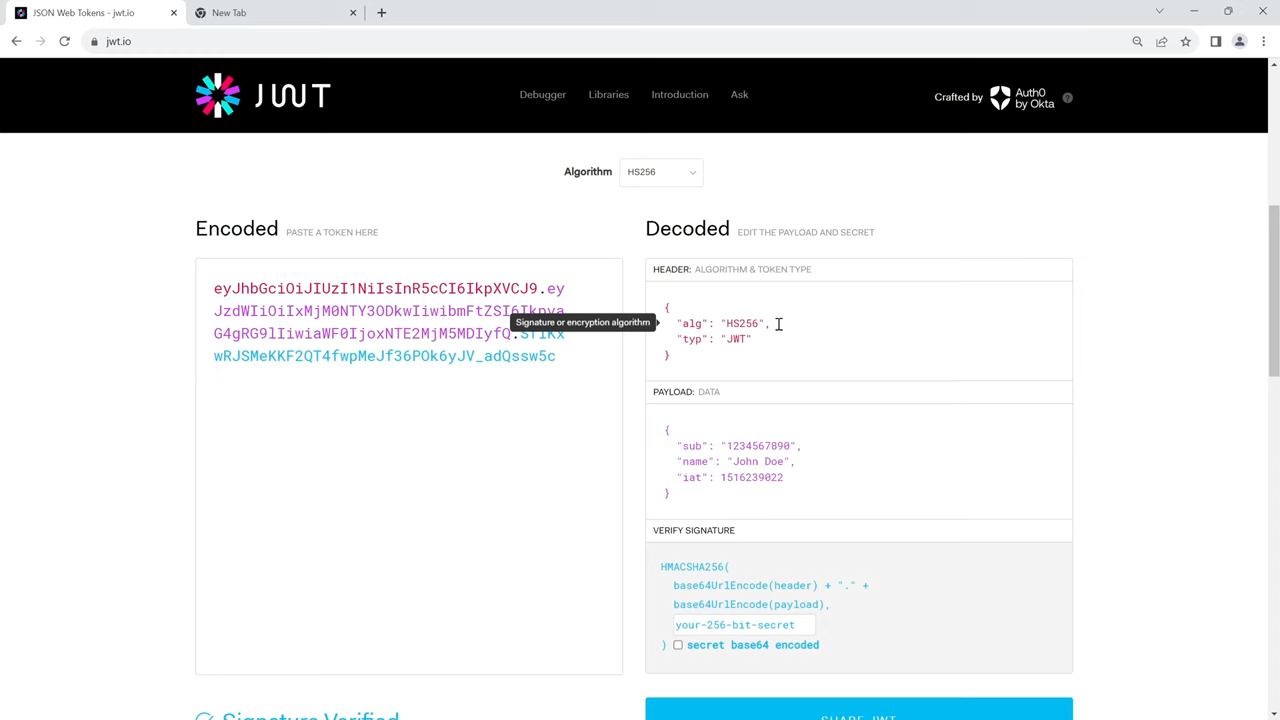 JSON Web Tokens - jwt.io
New Tab
jwt.io
JWT
Debugger
Libraries
Introduction
Ask
Crafted by
Auth0
by Okta
?
Algorithm
HS256
Encoded
PASTE A TOKEN HERE
eyJhbGciOiJIUzI1NiIsInR5cCI6IkpXVCJ9.ey
JzdWIiOiIxMjM0NTY3ODkwIiwibmFtZSI6Ikpva
G4gRG9lIiwiaWF0IjoxNTE2MjM5MDIyfQ.SflKx
wRJSMeKKF2QT4fwpMeJf36POk6yJV_adQssw5c
Signature or encryption algorithm
Decoded
EDIT THE PAYLOAD AND SECRET
HEADER: ALGORITHM & TOKEN TYPE
{
"alg": "HS256",
"typ": "JWT"
}
PAYLOAD: DATA
{
"sub": "1234567890",
"name": "John Doe",
"iat": 1516239022
}
VERIFY SIGNATURE
HMACSHA256(
base64UrlEncode(header) + "." +
base64UrlEncode(payload),
your-256-bit-secret
) secret base64 encoded
Signature Verified
SHARE JWT